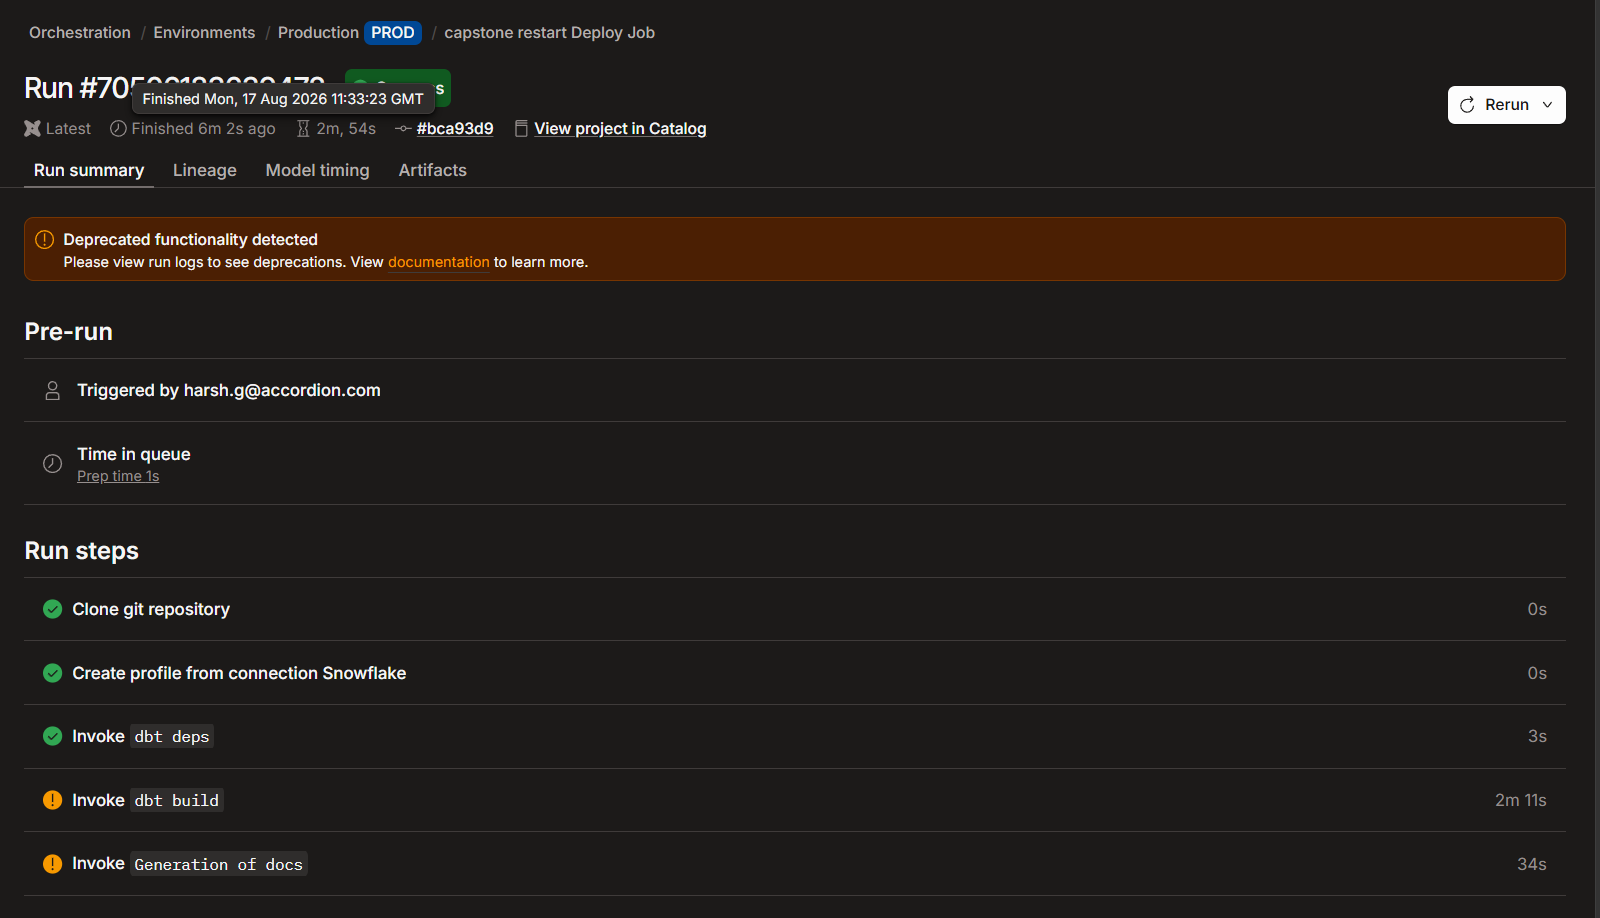 Orchestration / Environments / Production PROD / capstone restart Deploy Job
Run
Finished Mon, 17 Aug 2026 11:33:23 GMT
Rerun
Latest Finished 6m 2s ago 2m, 54s #bca93d9 View project in Catalog
Run summary Lineage Model timing Artifacts
Deprecated functionality detected
Please view run logs to see deprecations. View documentation to learn more.
Pre-run
Triggered by harsh.g@accordion.com
Time in queue
Prep time 1s
Run steps
Clone git repository 0s
Create profile from connection Snowflake 0s
Invoke dbt deps 3s
Invoke dbt build 2m 11s
Invoke Generation of docs 34s